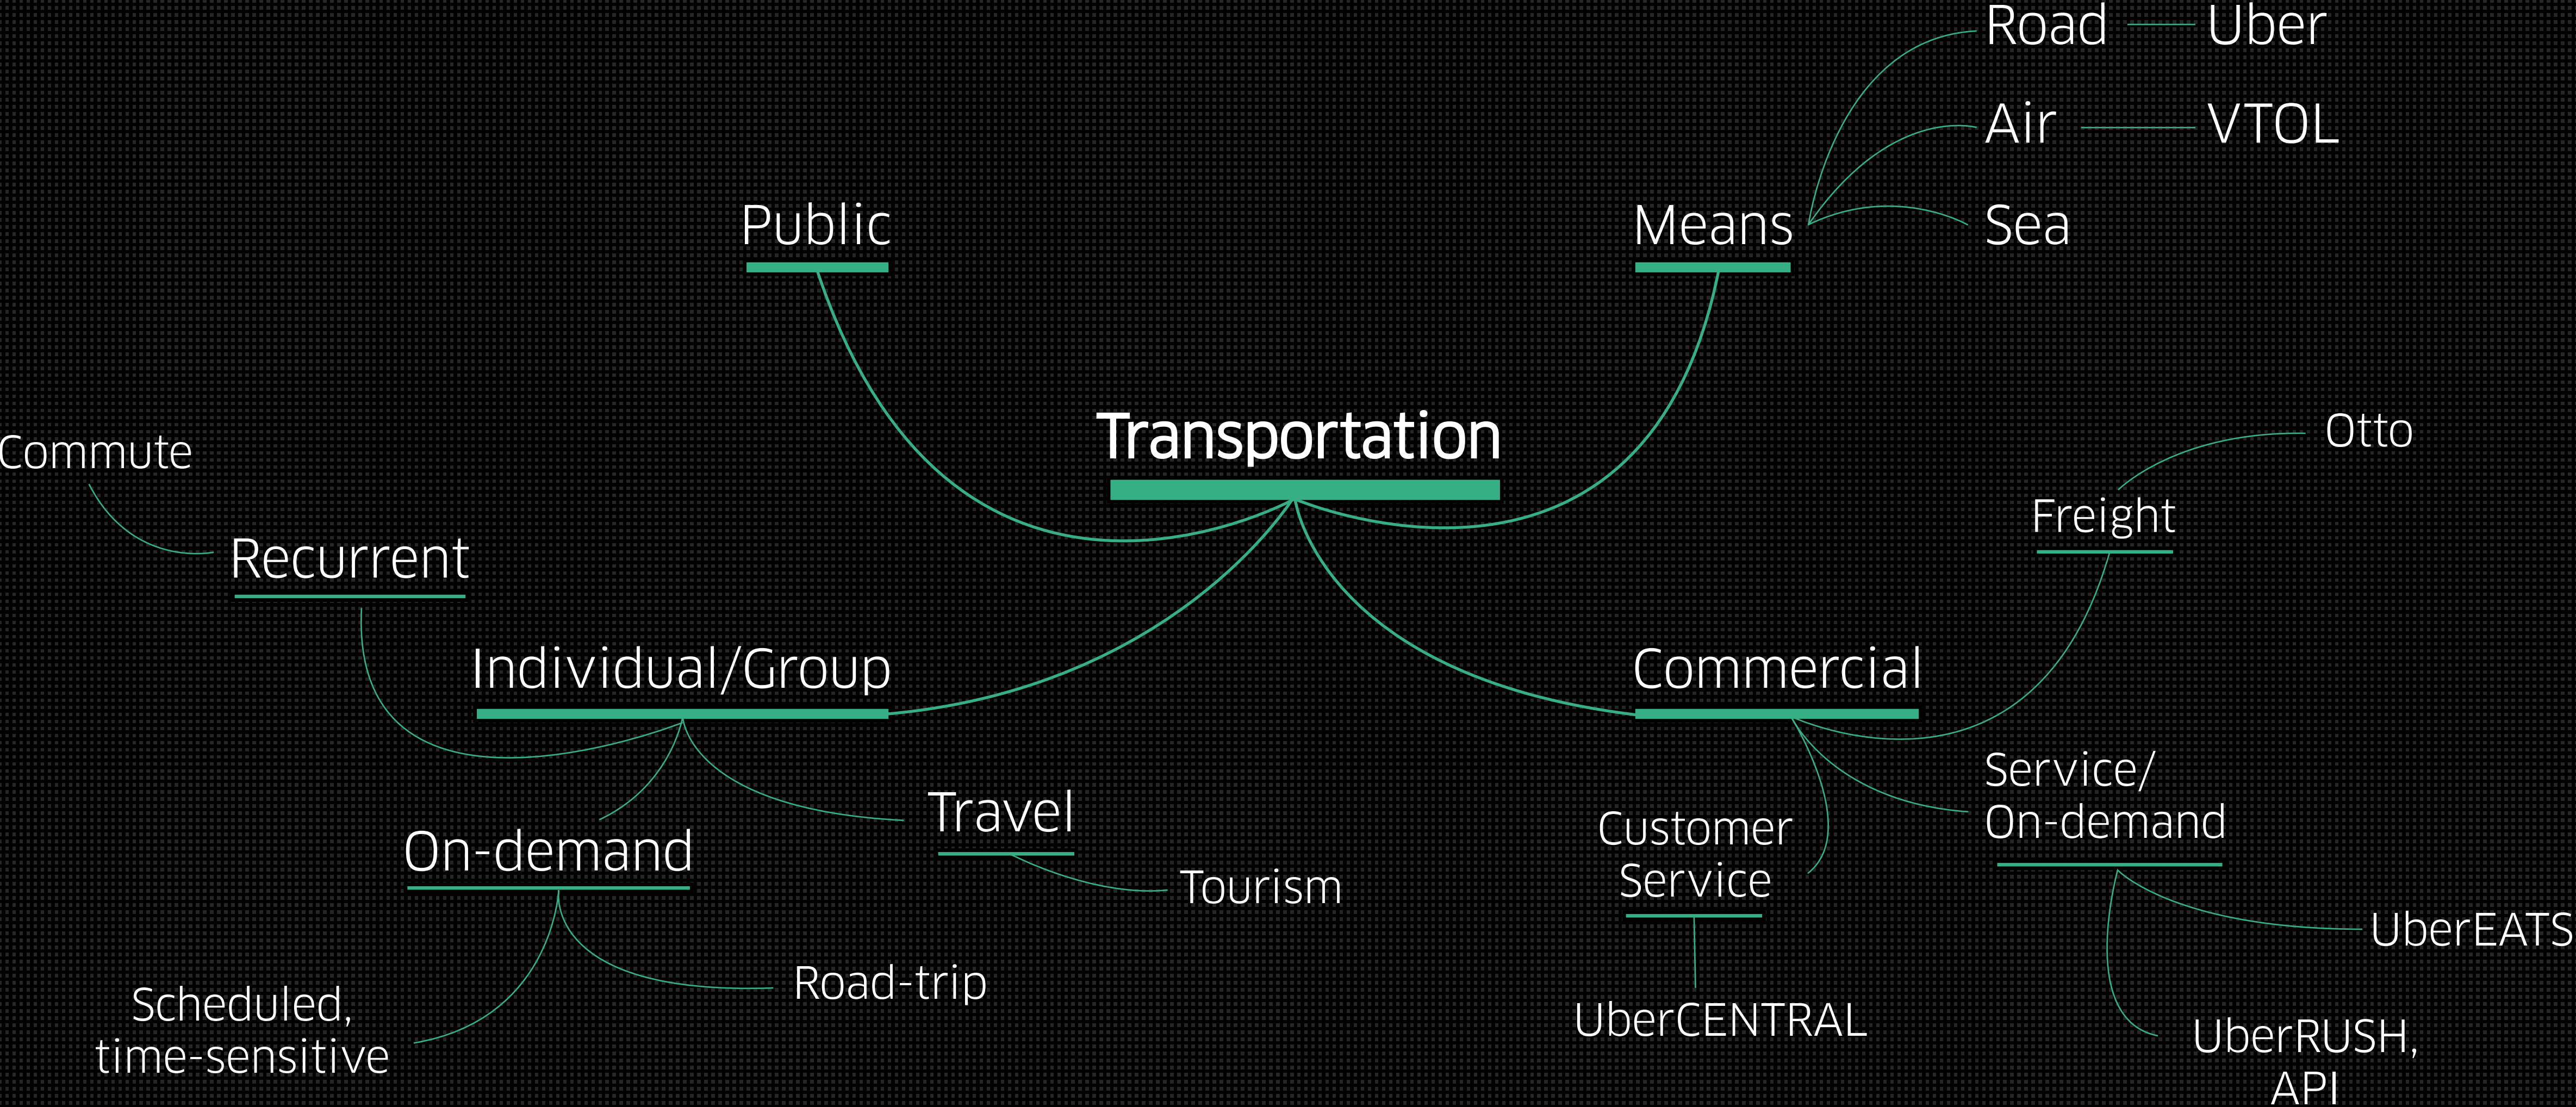 Road
Uber
Air
VTOL
Public
Means
Sea
Transportation
Otto
Commute
Freight
Recurrent
Individual/Group
Commercial
Service/
On-demand
Travel
Customer
Service
On-demand
Tourism
UberEATS
Road-trip
Scheduled,
time-sensitive
UberCENTRAL
UberRUSH,
API